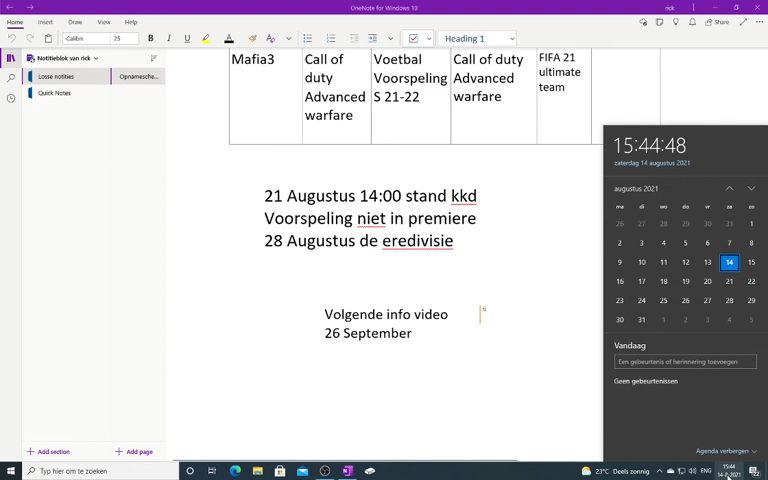 OneNote for Windows 10
rick
Home Insert Draw View Help
Share
Calibri 25 B I U A Heading 1
Notitieblok van rick
Losse notities
Opnamesche...
Quick Notes
Mafia3
Call of
duty
Advanced
warfare
Voetbal
Voorspeling
S 21-22
Call of duty
Advanced
warfare
FIFA 21
ultimate
team
21 Augustus 14:00 stand kkd
Voorspeling niet in premiere
28 Augustus de eredivisie
Volgende info video
26 September
15:44:48
zaterdag 14 augustus 2021
augustus 2021
ma di wo do vr za zo
26 27 28 29 30 31 1
2 3 4 5 6 7 8
9 10 11 12 13 14 15
16 17 18 19 20 21 22
23 24 25 26 27 28 29
30 31 1 2 3 4 5
Vandaag
Een gebeurtenis of herinnering toevoegen
Geen gebeurtenissen
Agenda verbergen
+ Add section
+ Add page
Typ hier om te zoeken
23°C Deels zonnig
ENG
15:44